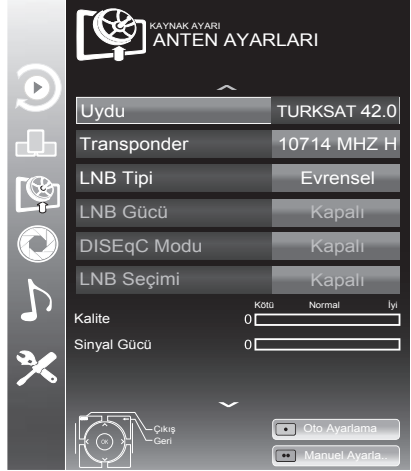 KAYNAK AYARI
ANTEN AYARLARI
Uydu TURKSAT 42.0
Transponder 10714 MHZ H
LNB Tipi Evrensel
LNB Gücü Kapalı
DISEqC Modu Kapalı
LNB Seçimi Kapalı
Kötü Normal İyi
Kalite 0
Sinyal Gücü 0
Çıkış
Geri
OK
Oto Ayarlama
Manuel Ayarla..